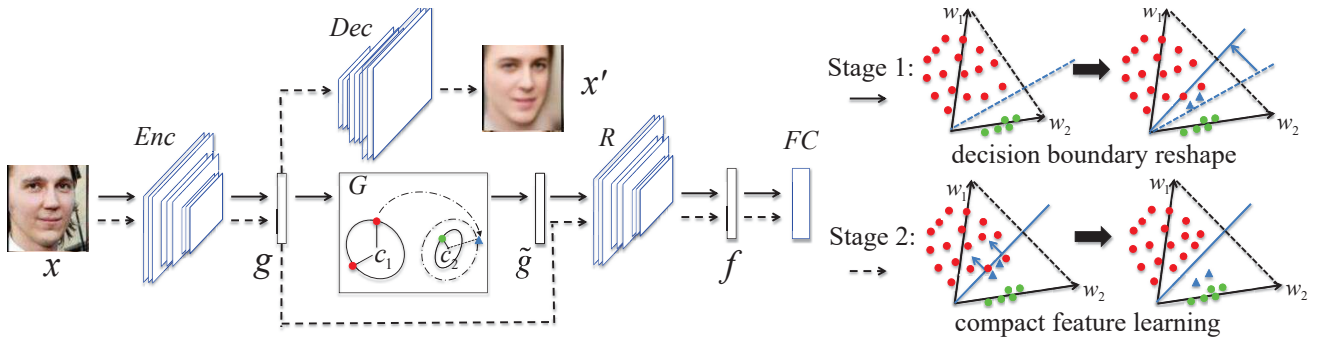 Dec
x′
Enc
x
g
G
c₁
c₂
g̃
R
f
FC
Stage 1:
w₁
w₂
w₁
w₂
decision boundary reshape
Stage 2:
w₁
w₂
w₁
w₂
compact feature learning